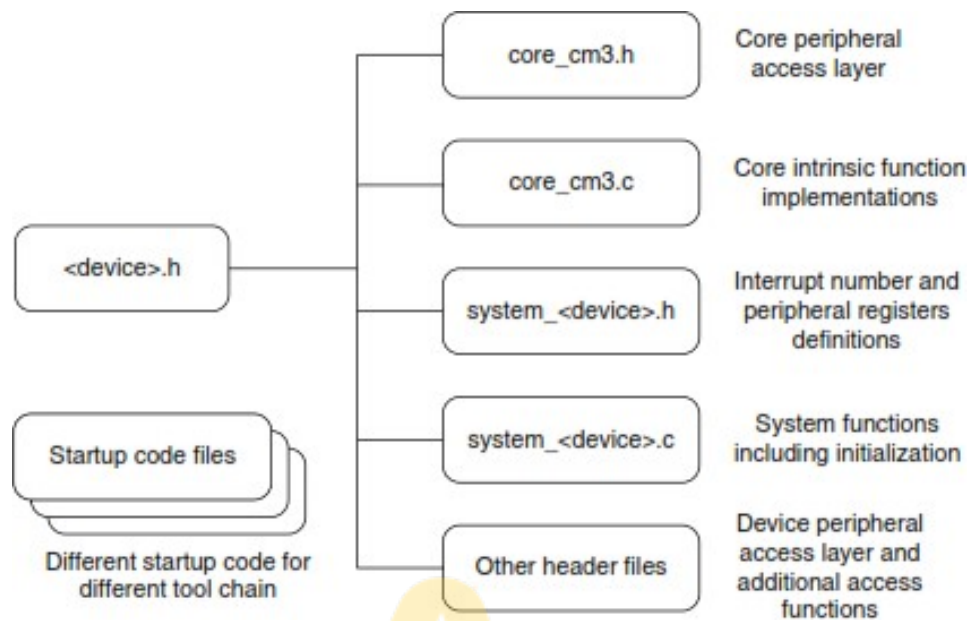 core_cm3.h
Core peripheral
access layer
core_cm3.c
Core intrinsic function
implementations
<device>.h
system_<device>.h
Interrupt number and
peripheral registers
definitions
Startup code files
Different startup code for
different tool chain
system_<device>.c
System functions
including initialization
Other header files
Device peripheral
access layer and
additional access
functions